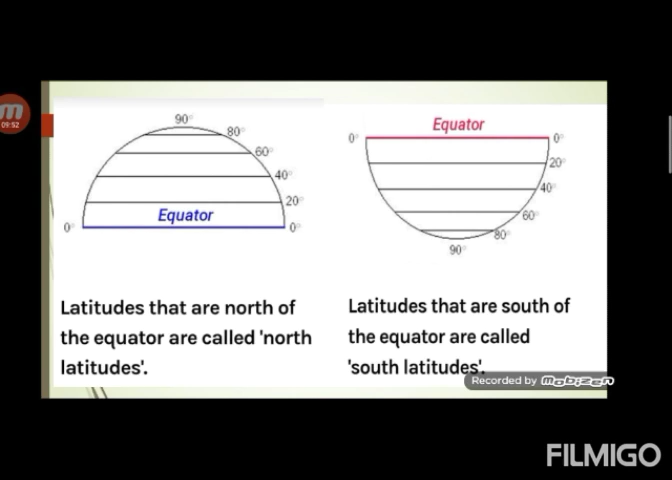 09:52
90°
80°
60°
40°
20°
Equator
0°
0°
Latitudes that are north of
the equator are called 'north
latitudes'.
Equator
0°
0°
20°
40°
60°
80°
90°
Latitudes that are south of
the equator are called
'south latitudes'.
Recorded by mobizen
FILMIGO